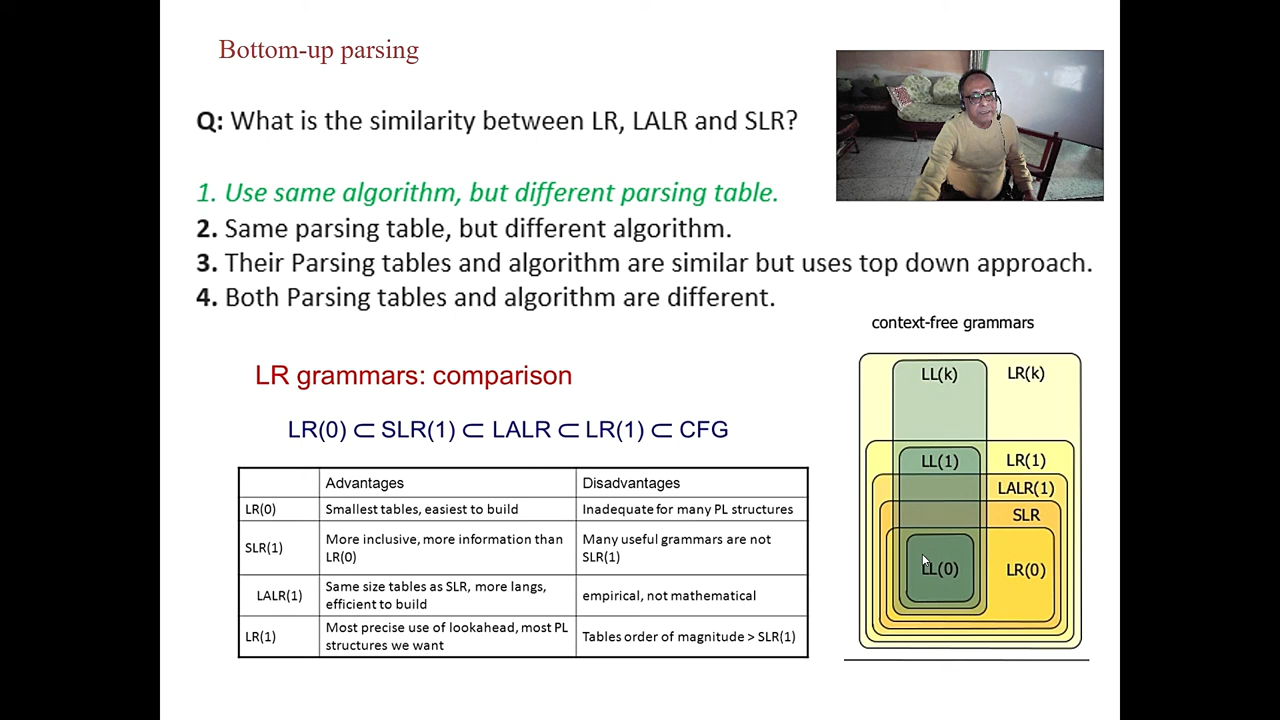 Bottom-up parsing
Q: What is the similarity between LR, LALR and SLR?
1. Use same algorithm, but different parsing table.
2. Same parsing table, but different algorithm.
3. Their Parsing tables and algorithm are similar but uses top down approach.
4. Both Parsing tables and algorithm are different.
LR grammars: comparison
LR(0) ⊂ SLR(1) ⊂ LALR ⊂ LR(1) ⊂ CFG
Advantages Disadvantages
LR(0) Smallest tables, easiest to build Inadequate for many PL structures
SLR(1) More inclusive, more information than
LR(0)
Many useful grammars are not
SLR(1)
LALR(1) Same size tables as SLR, more langs,
efficient to build
empirical, not mathematical
LR(1) Most precise use of lookahead, most PL
structures we want
Tables order of magnitude > SLR(1)
context-free grammars
LL(k) LR(k)
LL(1) LR(1)
LALR(1)
SLR
LL(0) LR(0)